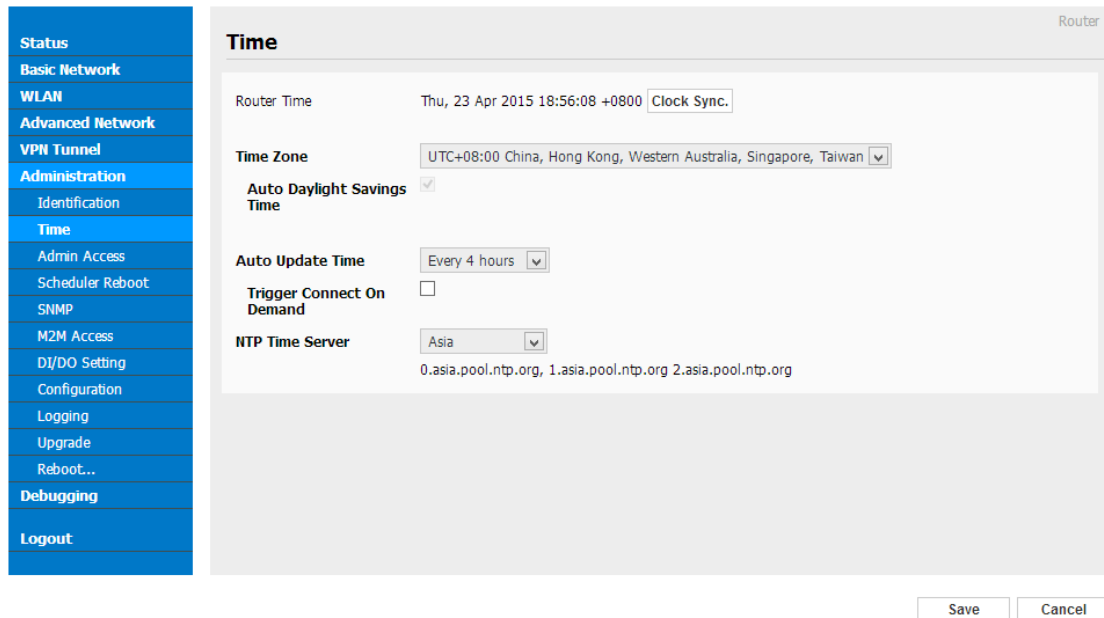 Router
Status
Basic Network
WLAN
Advanced Network
VPN Tunnel
Administration
Identification
Time
Admin Access
Scheduler Reboot
SNMP
M2M Access
DI/DO Setting
Configuration
Logging
Upgrade
Reboot...
Debugging
Logout
Time
Router Time Thu, 23 Apr 2015 18:56:08 +0800 Clock Sync.
Time Zone UTC+08:00 China, Hong Kong, Western Australia, Singapore, Taiwan
Auto Daylight Savings
Time
Auto Update Time Every 4 hours
Trigger Connect On
Demand
NTP Time Server Asia
0.asia.pool.ntp.org, 1.asia.pool.ntp.org 2.asia.pool.ntp.org
Save Cancel